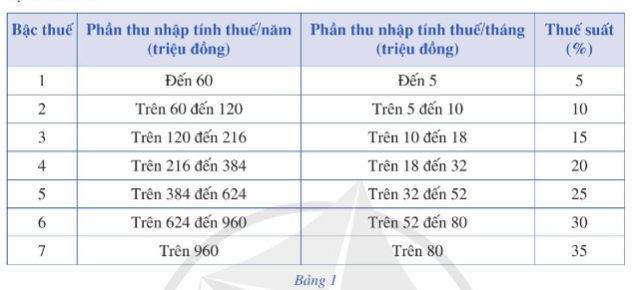 Bậc thuế Phần thu nhập tính thuế/năm (triệu đồng) Phần thu nhập tính thuế/tháng (triệu đồng) Thuế suất (%)
1 Đến 60 Đến 5 5
2 Trên 60 đến 120 Trên 5 đến 10 10
3 Trên 120 đến 216 Trên 10 đến 18 15
4 Trên 216 đến 384 Trên 18 đến 32 20
5 Trên 384 đến 624 Trên 32 đến 52 25
6 Trên 624 đến 960 Trên 52 đến 80 30
7 Trên 960 Trên 80 35
Bảng 1